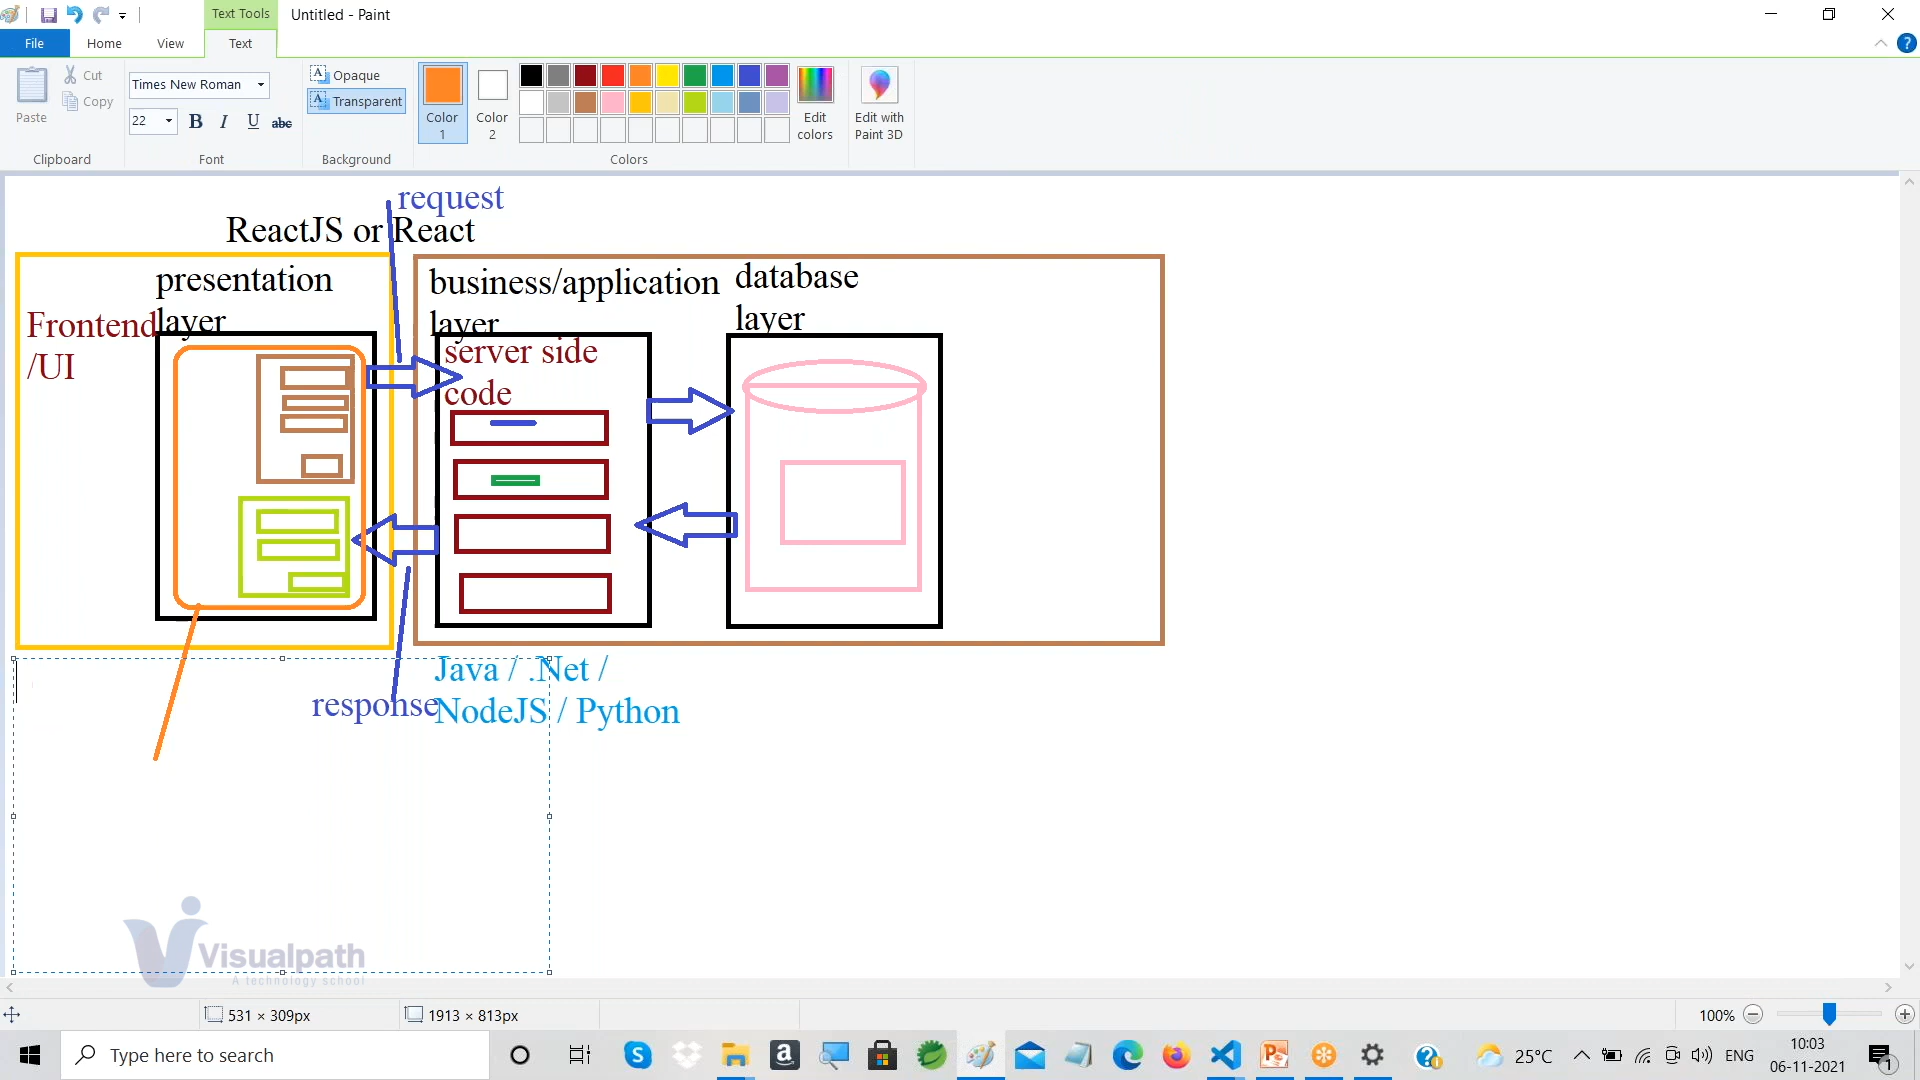 Text Tools
Untitled - Paint
File
Home
View
Text
Paste
Cut
Copy
Clipboard
Times New Roman
22
B I U abc
Font
Opaque
Transparent
Background
Color 1
Color 2
Edit colors
Edit with Paint 3D
Colors
request
ReactJS or React
presentation
layer
Frontend
/UI
business/application
layer
database
layer
server side
code
Java / .Net /
NodeJS / Python
response
Visualpath
A technology school
531 × 309px
1913 × 813px
100%
Type here to search
25°C
ENG
10:03
06-11-2021
1